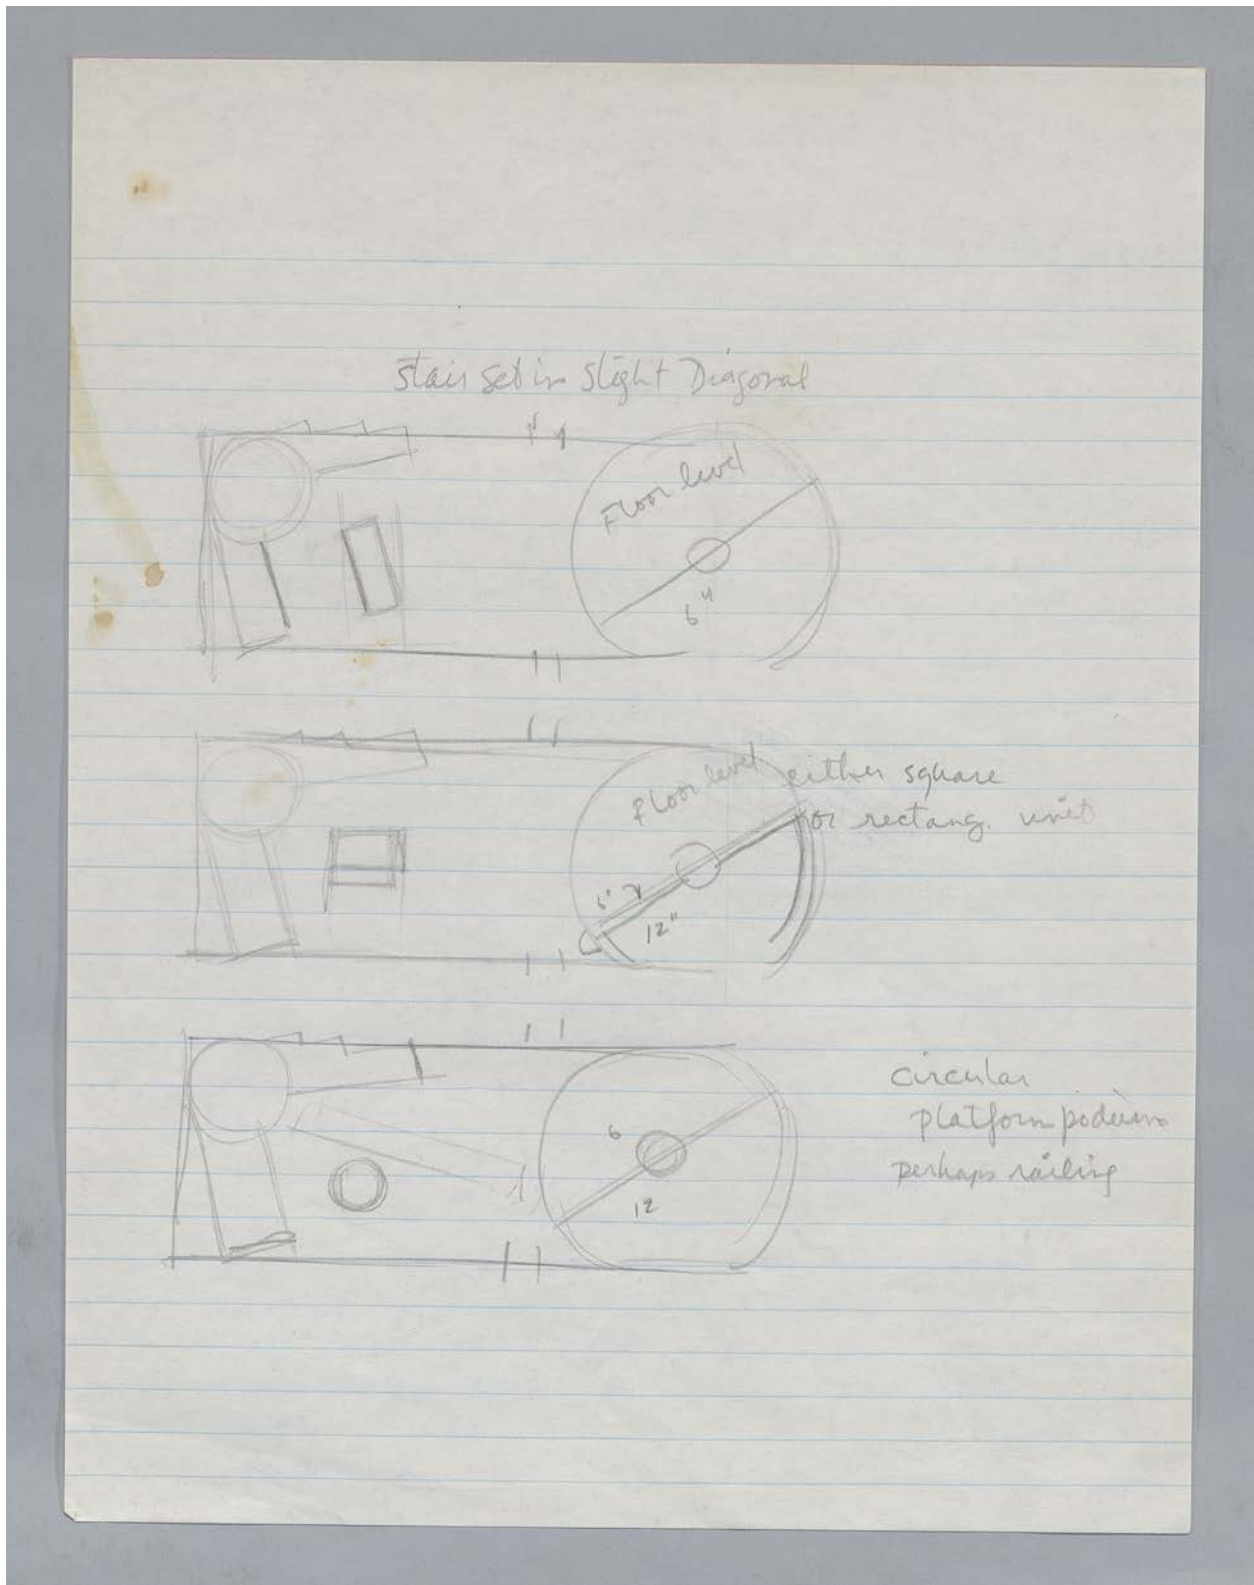 Stair set in Slight Diagonal
Floor level
6"
Floor level
either square
or rectang. unit
12"
6
12
circular
platform podium
perhaps railing